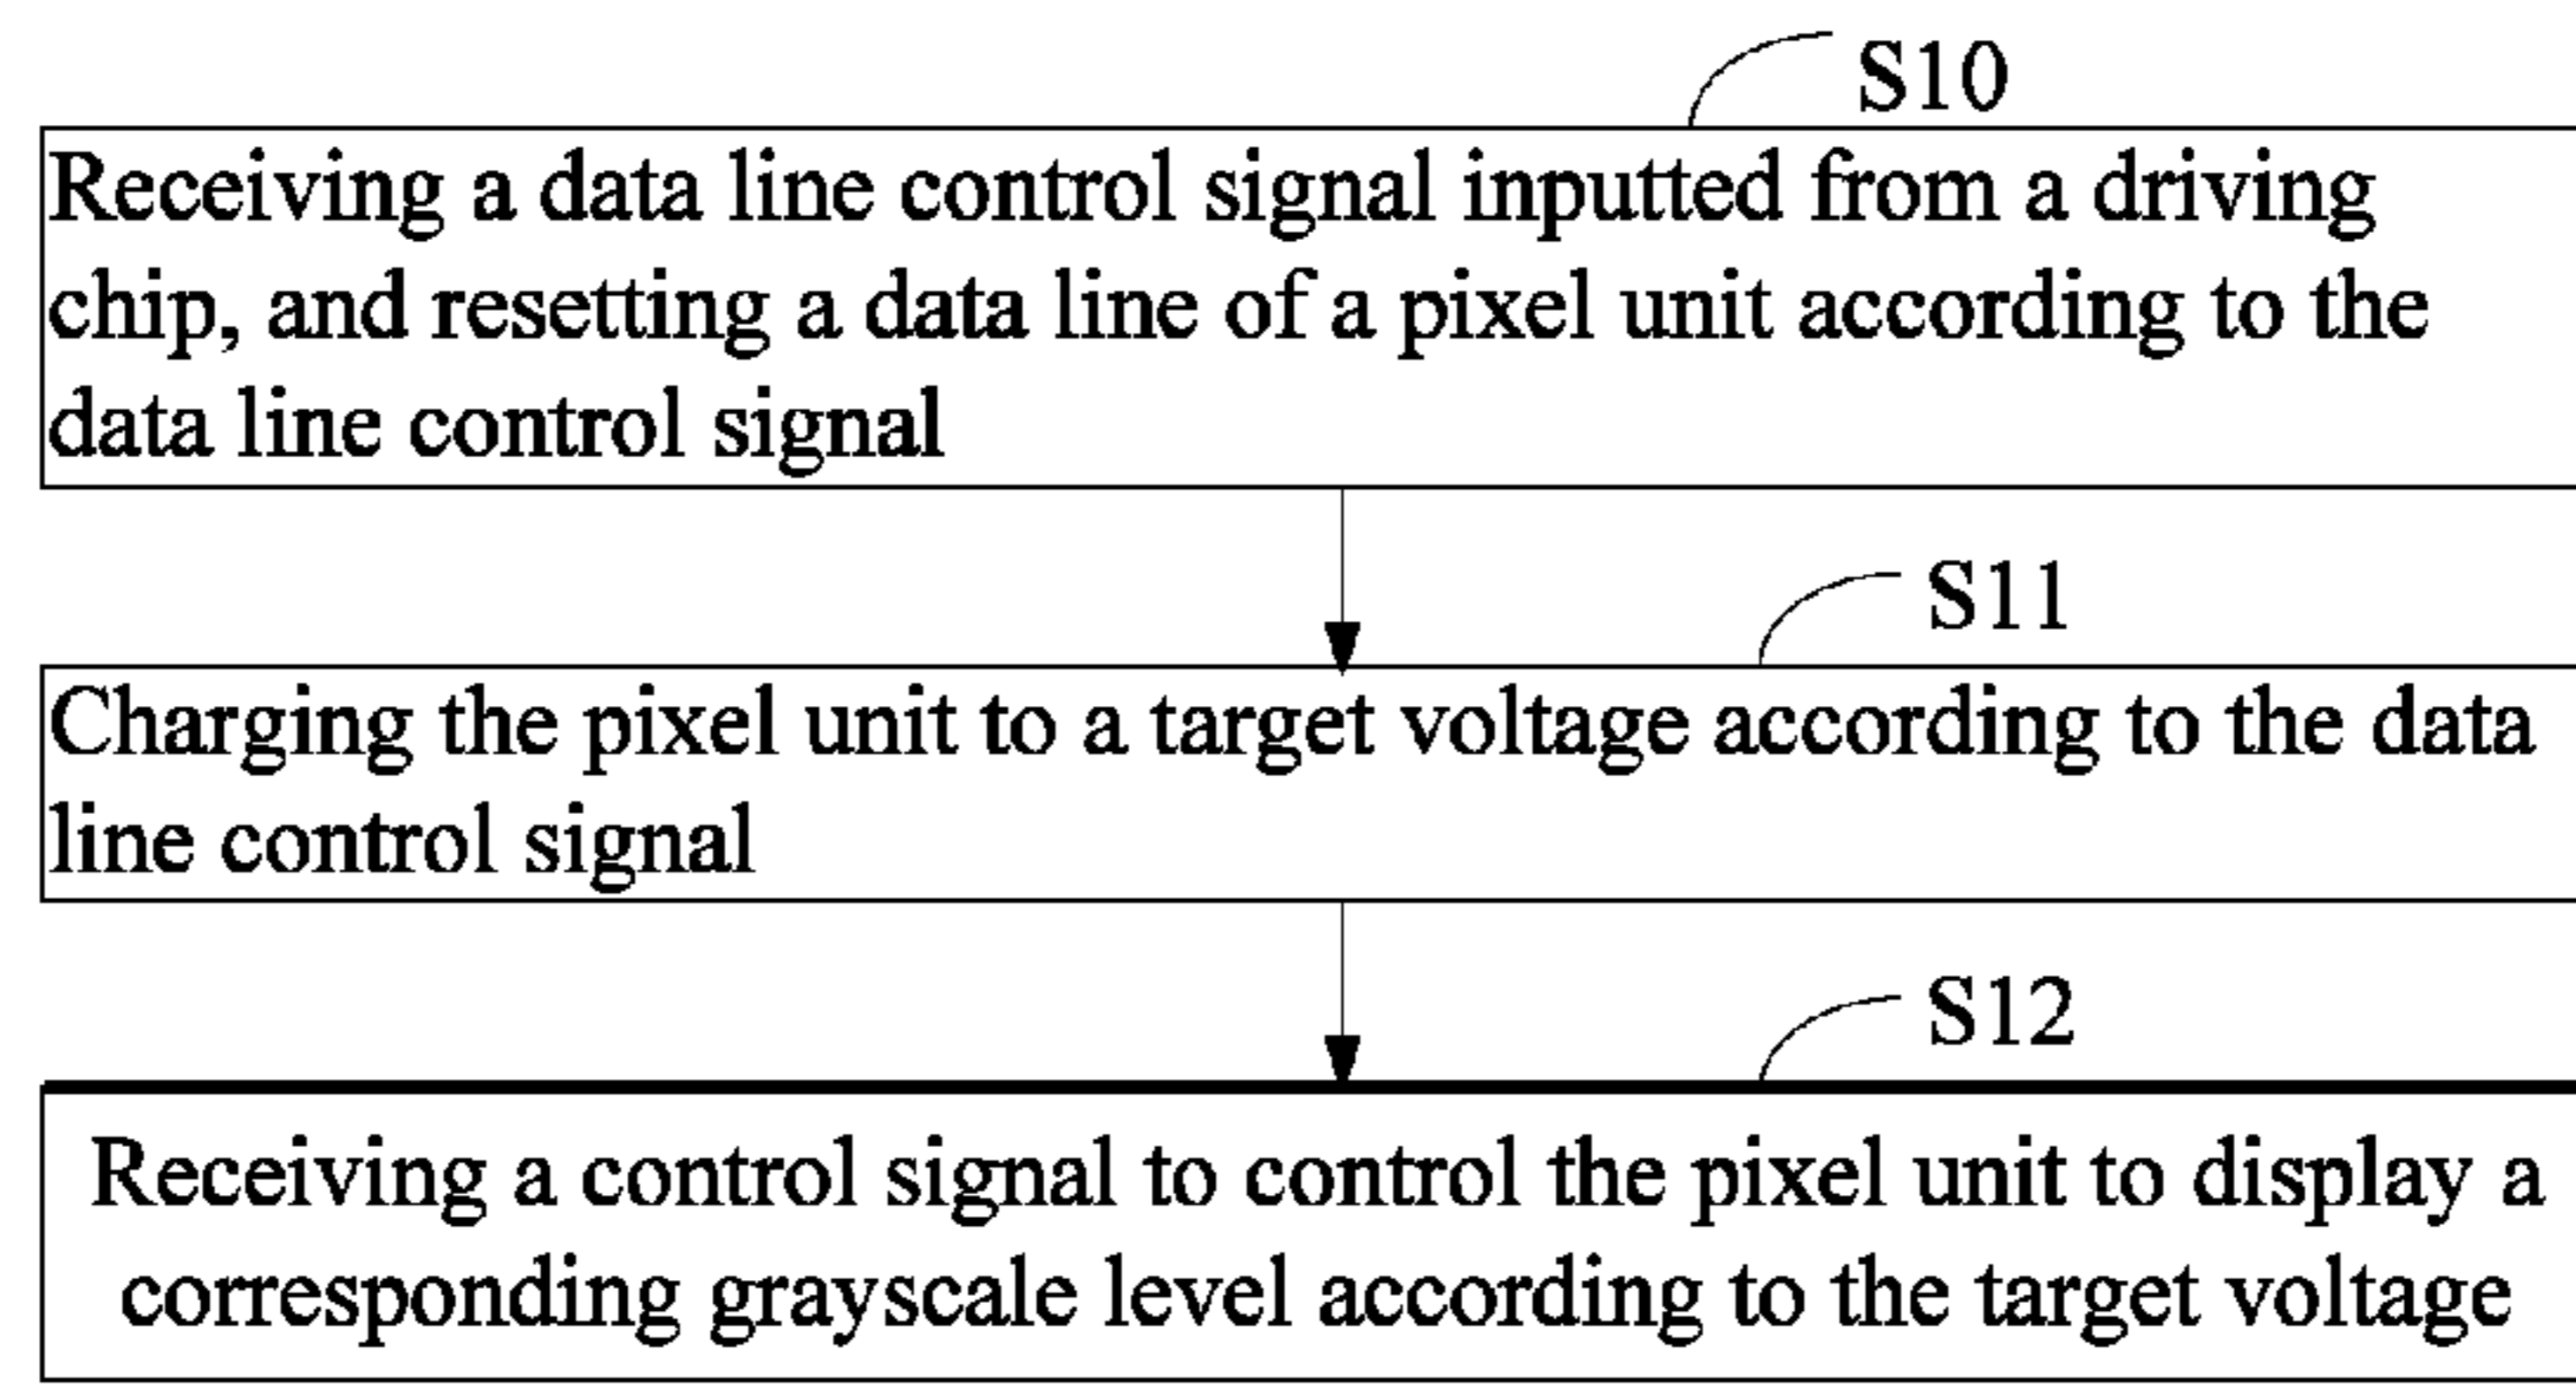 S10
Receiving a data line control signal inputted from a driving
chip, and resetting a data line of a pixel unit according to the
data line control signal
S11
Charging the pixel unit to a target voltage according to the data
line control signal
S12
Receiving a control signal to control the pixel unit to display a
corresponding grayscale level according to the target voltage